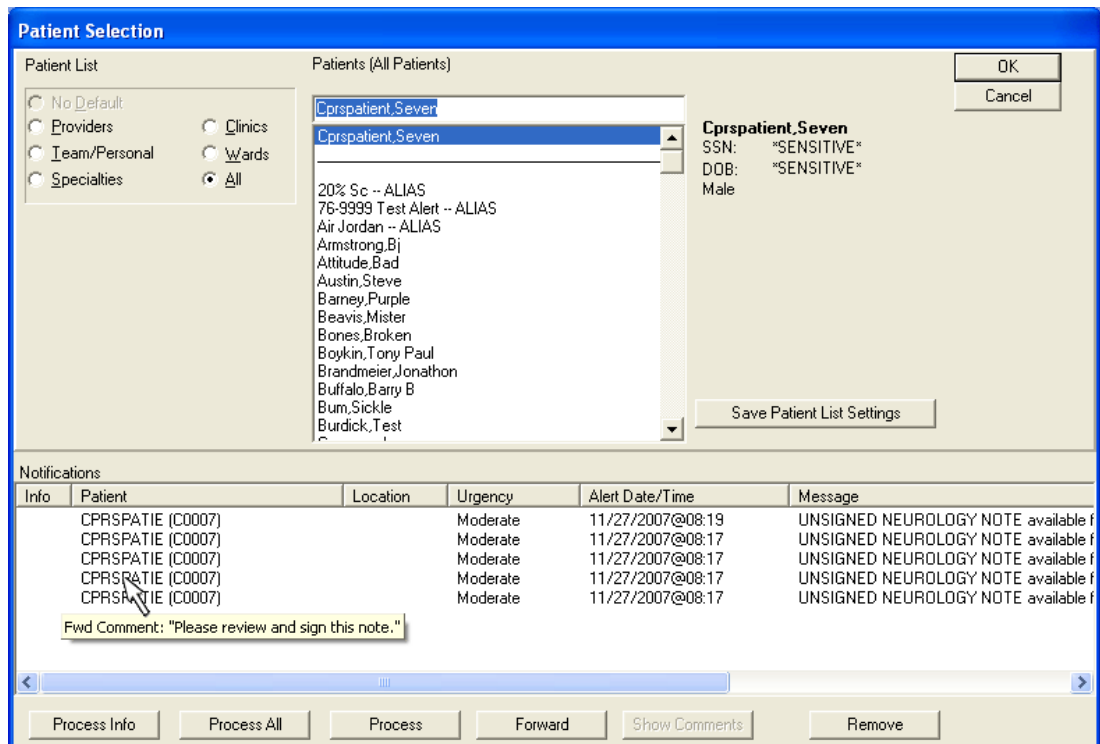 Patient Selection
Patient List
No Default
Providers
Clinics
Team/Personal
Wards
Specialties
All
Patients (All Patients)
Cprspatient,Seven
Cprspatient,Seven
20% Sc -- ALIAS
76-9999 Test Alert -- ALIAS
Air Jordan -- ALIAS
Armstrong,Bj
Attitude,Bad
Austin,Steve
Barney,Purple
Beavis,Mister
Bones,Broken
Boykin,Tony Paul
Brandmeier,Jonathon
Buffalo,Barry B
Bum,Sickle
Burdick,Test
OK
Cancel
Cprspatient,Seven
SSN: *SENSITIVE*
DOB: *SENSITIVE*
Male
Save Patient List Settings
Notifications
Info Patient Location Urgency Alert Date/Time Message
CPRSPATIE (C0007) Moderate 11/27/2007@08:19 UNSIGNED NEUROLOGY NOTE available f
CPRSPATIE (C0007) Moderate 11/27/2007@08:17 UNSIGNED NEUROLOGY NOTE available f
CPRSPATIE (C0007) Moderate 11/27/2007@08:17 UNSIGNED NEUROLOGY NOTE available f
CPRSPATIE (C0007) Moderate 11/27/2007@08:17 UNSIGNED NEUROLOGY NOTE available f
CPRSPATIE (C0007) Moderate 11/27/2007@08:17 UNSIGNED NEUROLOGY NOTE available f
Fwd Comment: "Please review and sign this note."
Process Info Process All Process Forward Show Comments Remove